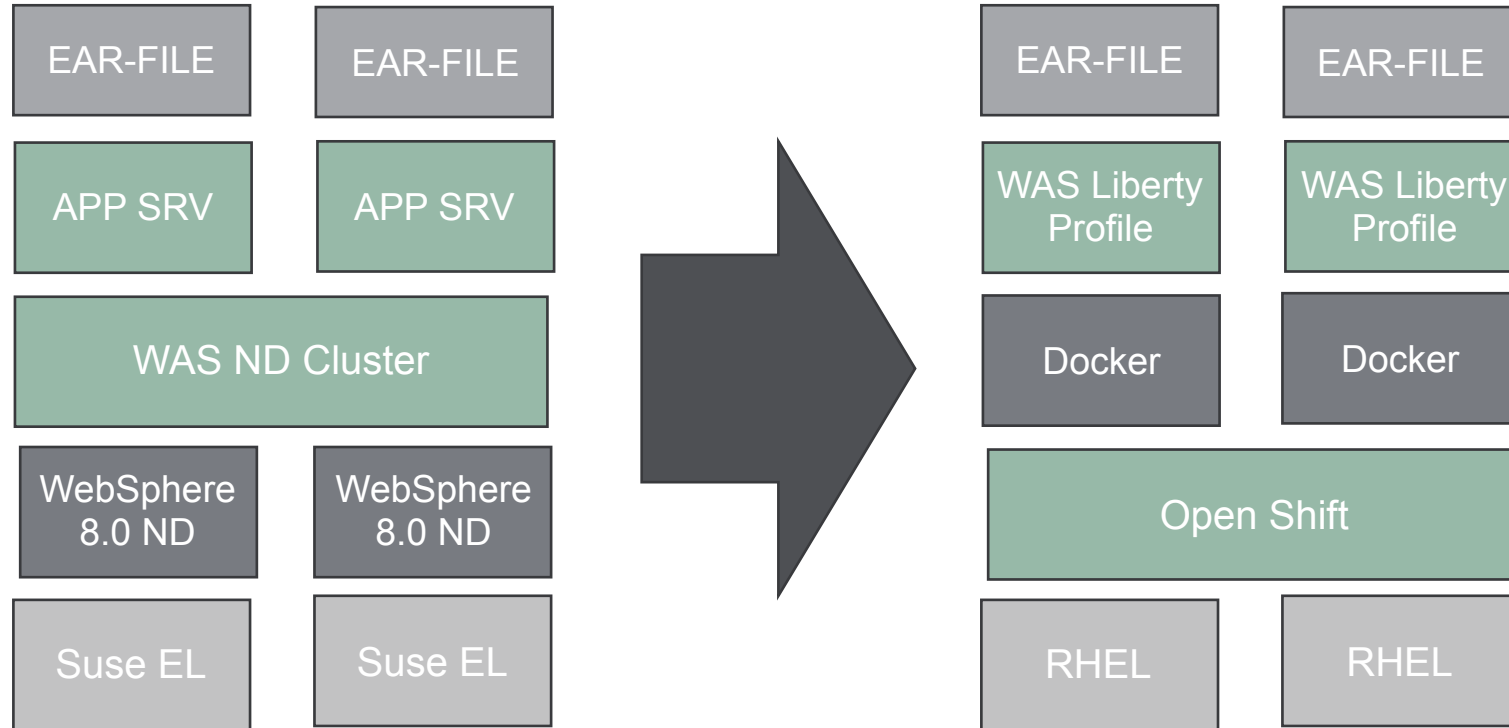 EAR-FILE
EAR-FILE
APP SRV
APP SRV
WAS ND Cluster
WebSphere
8.0 ND
WebSphere
8.0 ND
Suse EL
Suse EL
EAR-FILE
EAR-FILE
WAS Liberty
Profile
WAS Liberty
Profile
Docker
Docker
Open Shift
RHEL
RHEL